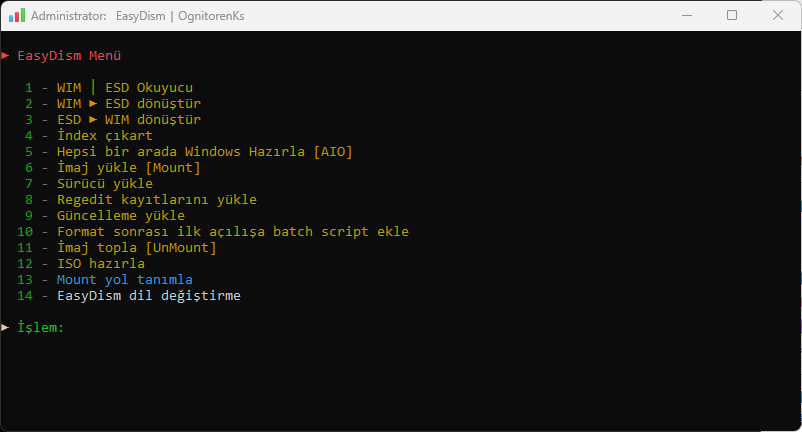 Administrator: EasyDism | OgnitorenKs
► EasyDism Menü
1 - WIM │ ESD Okuyucu
2 - WIM ► ESD dönüştür
3 - ESD ► WIM dönüştür
4 - İndex çıkart
5 - Hepsi bir arada Windows Hazırla [AIO]
6 - İmaj yükle [Mount]
7 - Sürücü yükle
8 - Regedit kayıtlarını yükle
9 - Güncelleme yükle
10 - Format sonrası ilk açılışa batch script ekle
11 - İmaj topla [UnMount]
12 - ISO hazırla
13 - Mount yol tanımla
14 - EasyDism dil değiştirme
► İşlem: